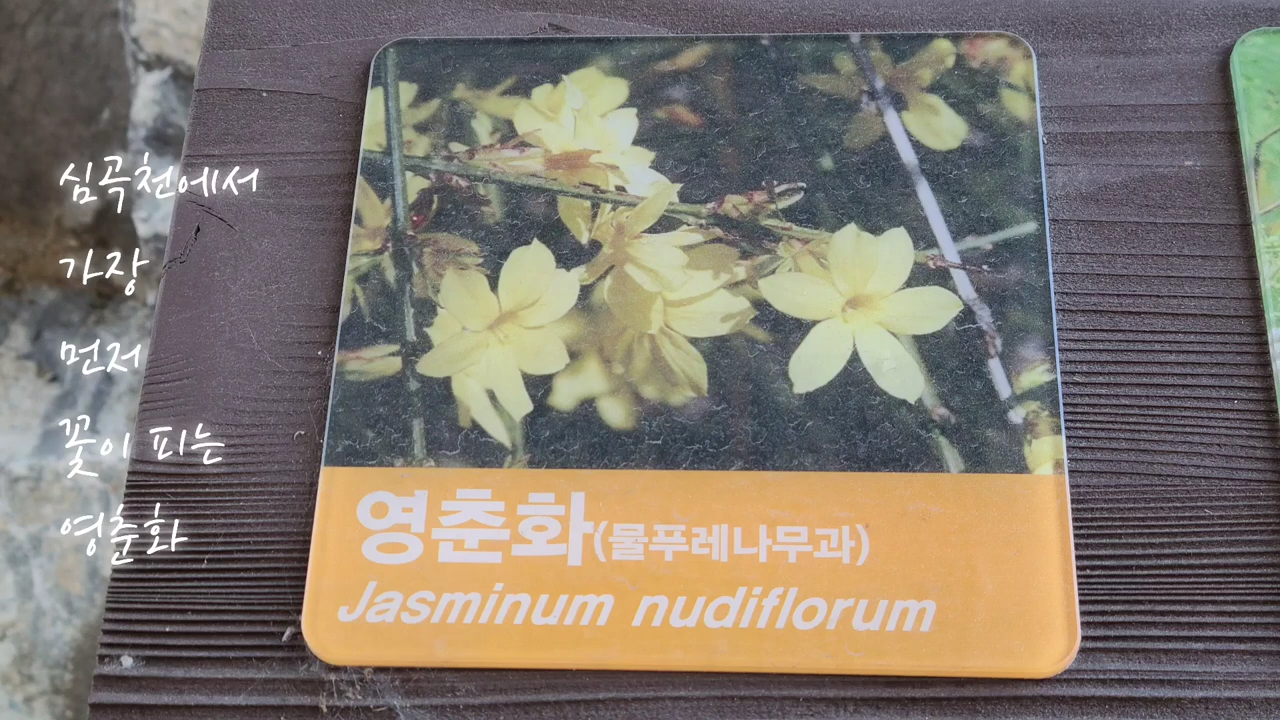 심곡천에서
가장
먼저
꽃이 피는
영춘화
영춘화(물푸레나무과)
Jasminum nudiflorum